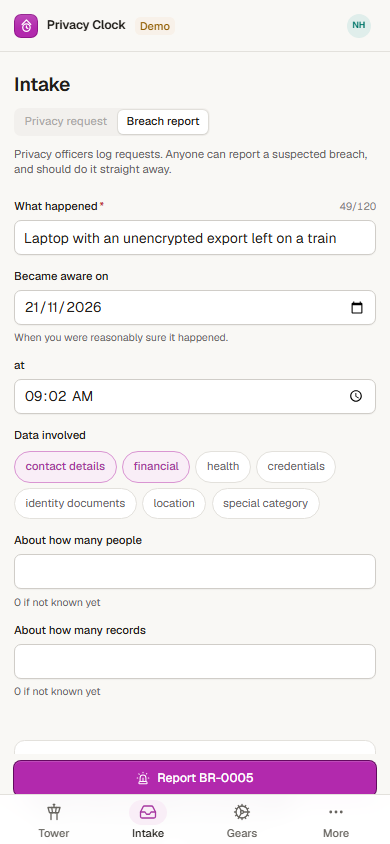 Privacy Clock Demo NH
Intake
Privacy request Breach report
Privacy officers log requests. Anyone can report a suspected breach,
and should do it straight away.
What happened* 49/120
Laptop with an unencrypted export left on a train
Became aware on
21/11/2026
When you were reasonably sure it happened.
at
09:02 AM
Data involved
contact details financial health credentials
identity documents location special category
About how many people
0 if not known yet
About how many records
0 if not known yet
Report BR-0005
Tower Intake Gears More